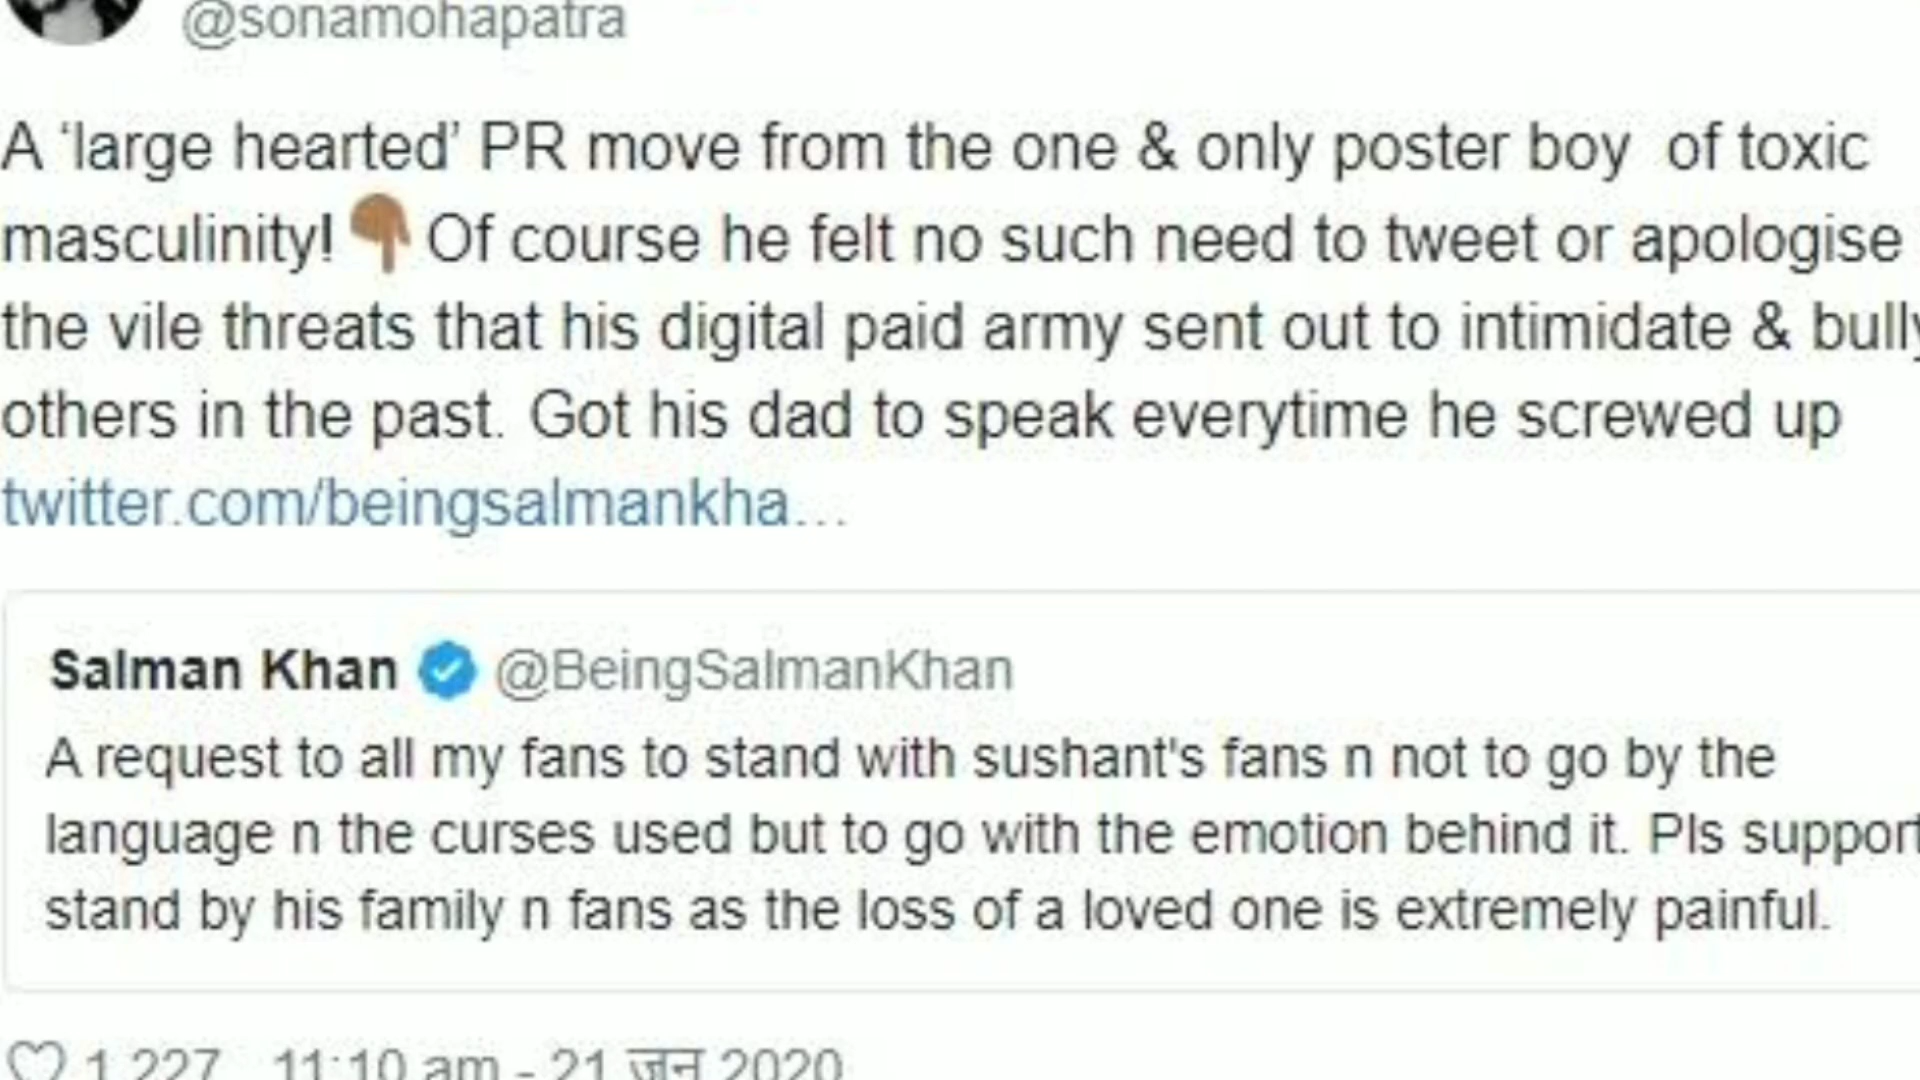 @sonamohapatra
A ‘large hearted’ PR move from the one & only poster boy of toxic
masculinity! 👇🏾 Of course he felt no such need to tweet or apologise
the vile threats that his digital paid army sent out to intimidate & bully
others in the past. Got his dad to speak everytime he screwed up
twitter.com/beingsalmankha…
Salman Khan @BeingSalmanKhan
A request to all my fans to stand with sushant's fans n not to go by the
language n the curses used but to go with the emotion behind it. Pls support
stand by his family n fans as the loss of a loved one is extremely painful.
1,227 11:10 am - 21 जून 2020